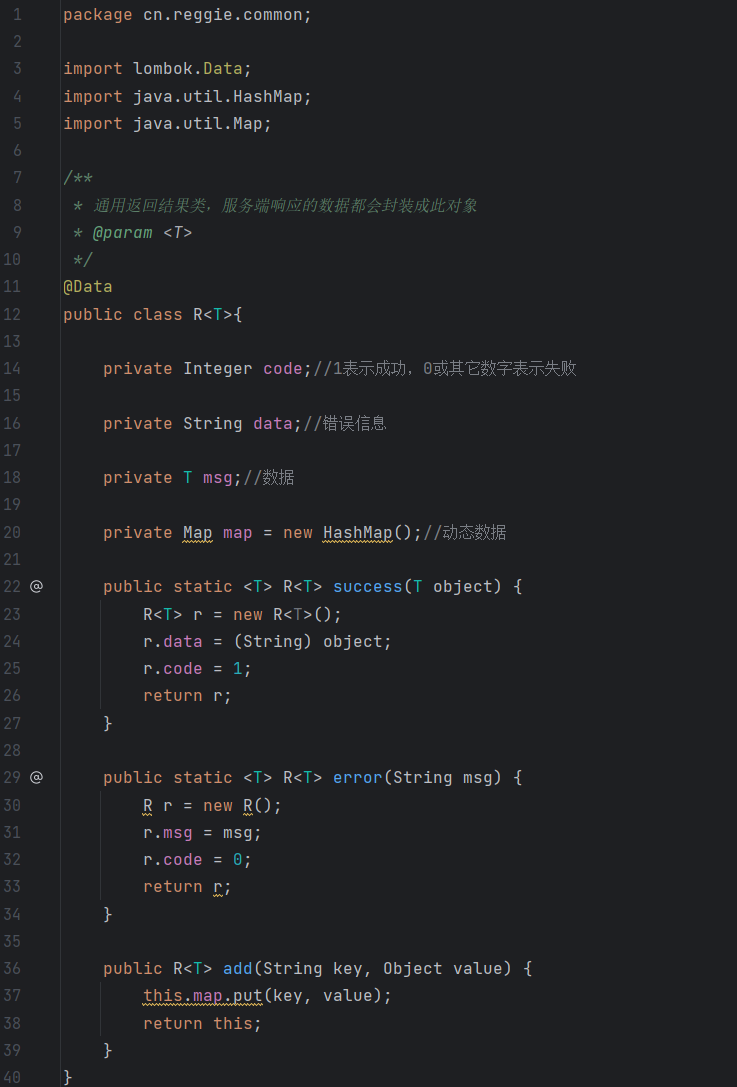 1 package cn.reggie.common;
2
3 import lombok.Data;
4 import java.util.HashMap;
5 import java.util.Map;
6
7 /**
8  * 通用返回结果类，服务端响应的数据都会封装成此对象
9  * @param <T>
10  */
11 @Data
12 public class R<T>{
13
14     private Integer code;//1表示成功，0或其它数字表示失败
15
16     private String data;//错误信息
17
18     private T msg;//数据
19
20     private Map map = new HashMap();//动态数据
21
22 @     public static <T> R<T> success(T object) {
23         R<T> r = new R<T>();
24         r.data = (String) object;
25         r.code = 1;
26         return r;
27     }
28
29 @     public static <T> R<T> error(String msg) {
30         R r = new R();
31         r.msg = msg;
32         r.code = 0;
33         return r;
34     }
35
36     public R<T> add(String key, Object value) {
37         this.map.put(key, value);
38         return this;
39     }
40 }